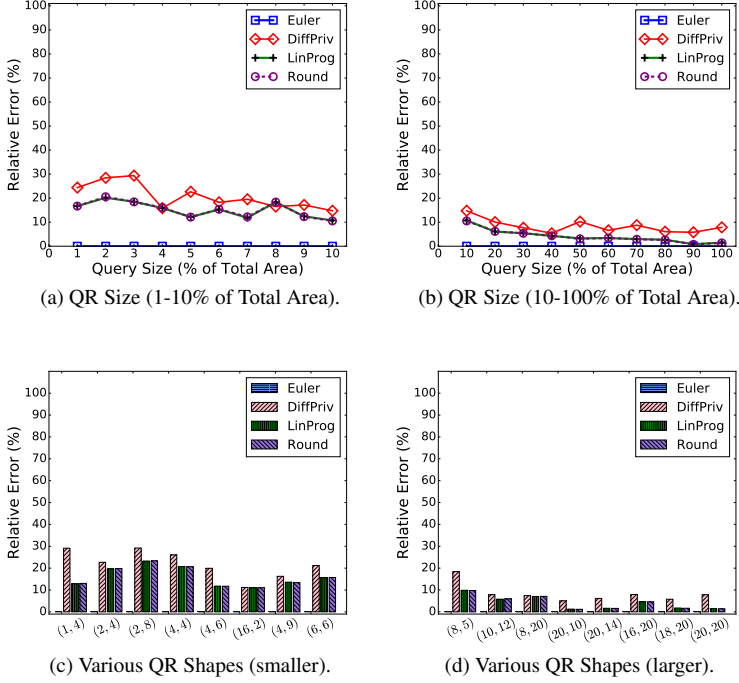 100
90
80
70
60
50
40
30
20
10
0
Relative Error (%)
Euler
DiffPriv
LinProg
Round
0 1 2 3 4 5 6 7 8 9 10
Query Size (% of Total Area)
(a) QR Size (1-10% of Total Area).
100
90
80
70
60
50
40
30
20
10
0
Relative Error (%)
Euler
DiffPriv
LinProg
Round
0 10 20 30 40 50 60 70 80 90 100
Query Size (% of Total Area)
(b) QR Size (10-100% of Total Area).
100
90
80
70
60
50
40
30
20
10
0
Relative Error (%)
Euler
DiffPriv
LinProg
Round
(1, 4) (2, 4) (2, 8) (4, 4) (4, 6) (16, 2) (4, 9) (6, 6)
(c) Various QR Shapes (smaller).
100
90
80
70
60
50
40
30
20
10
0
Relative Error (%)
Euler
DiffPriv
LinProg
Round
(8, 5) (10, 12) (8, 20) (20, 10) (20, 14) (16, 20) (18, 20) (20, 20)
(d) Various QR Shapes (larger).